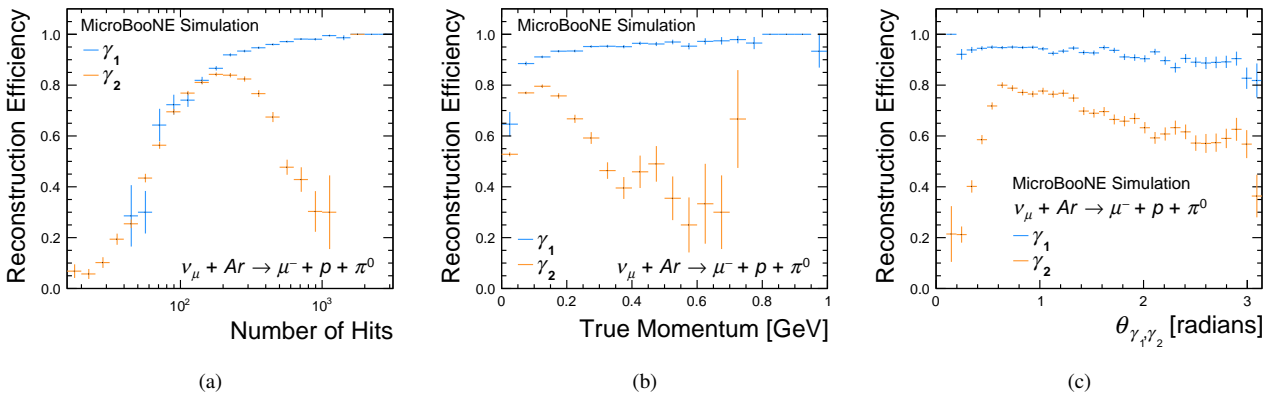 MicroBooNE Simulation
γ1
γ2
νμ + Ar → μ− + p + π0
Reconstruction Efficiency
0.0
0.2
0.4
0.6
0.8
1.0
10²
10³
Number of Hits
(a)
MicroBooNE Simulation
γ1
γ2
νμ + Ar → μ− + p + π0
Reconstruction Efficiency
0.0
0.2
0.4
0.6
0.8
1.0
0 0.2 0.4 0.6 0.8 1
True Momentum [GeV]
(b)
MicroBooNE Simulation
νμ + Ar → μ− + p + π0
γ1
γ2
Reconstruction Efficiency
0.0
0.2
0.4
0.6
0.8
1.0
0 1 2 3
θγ1,γ2 [radians]
(c)